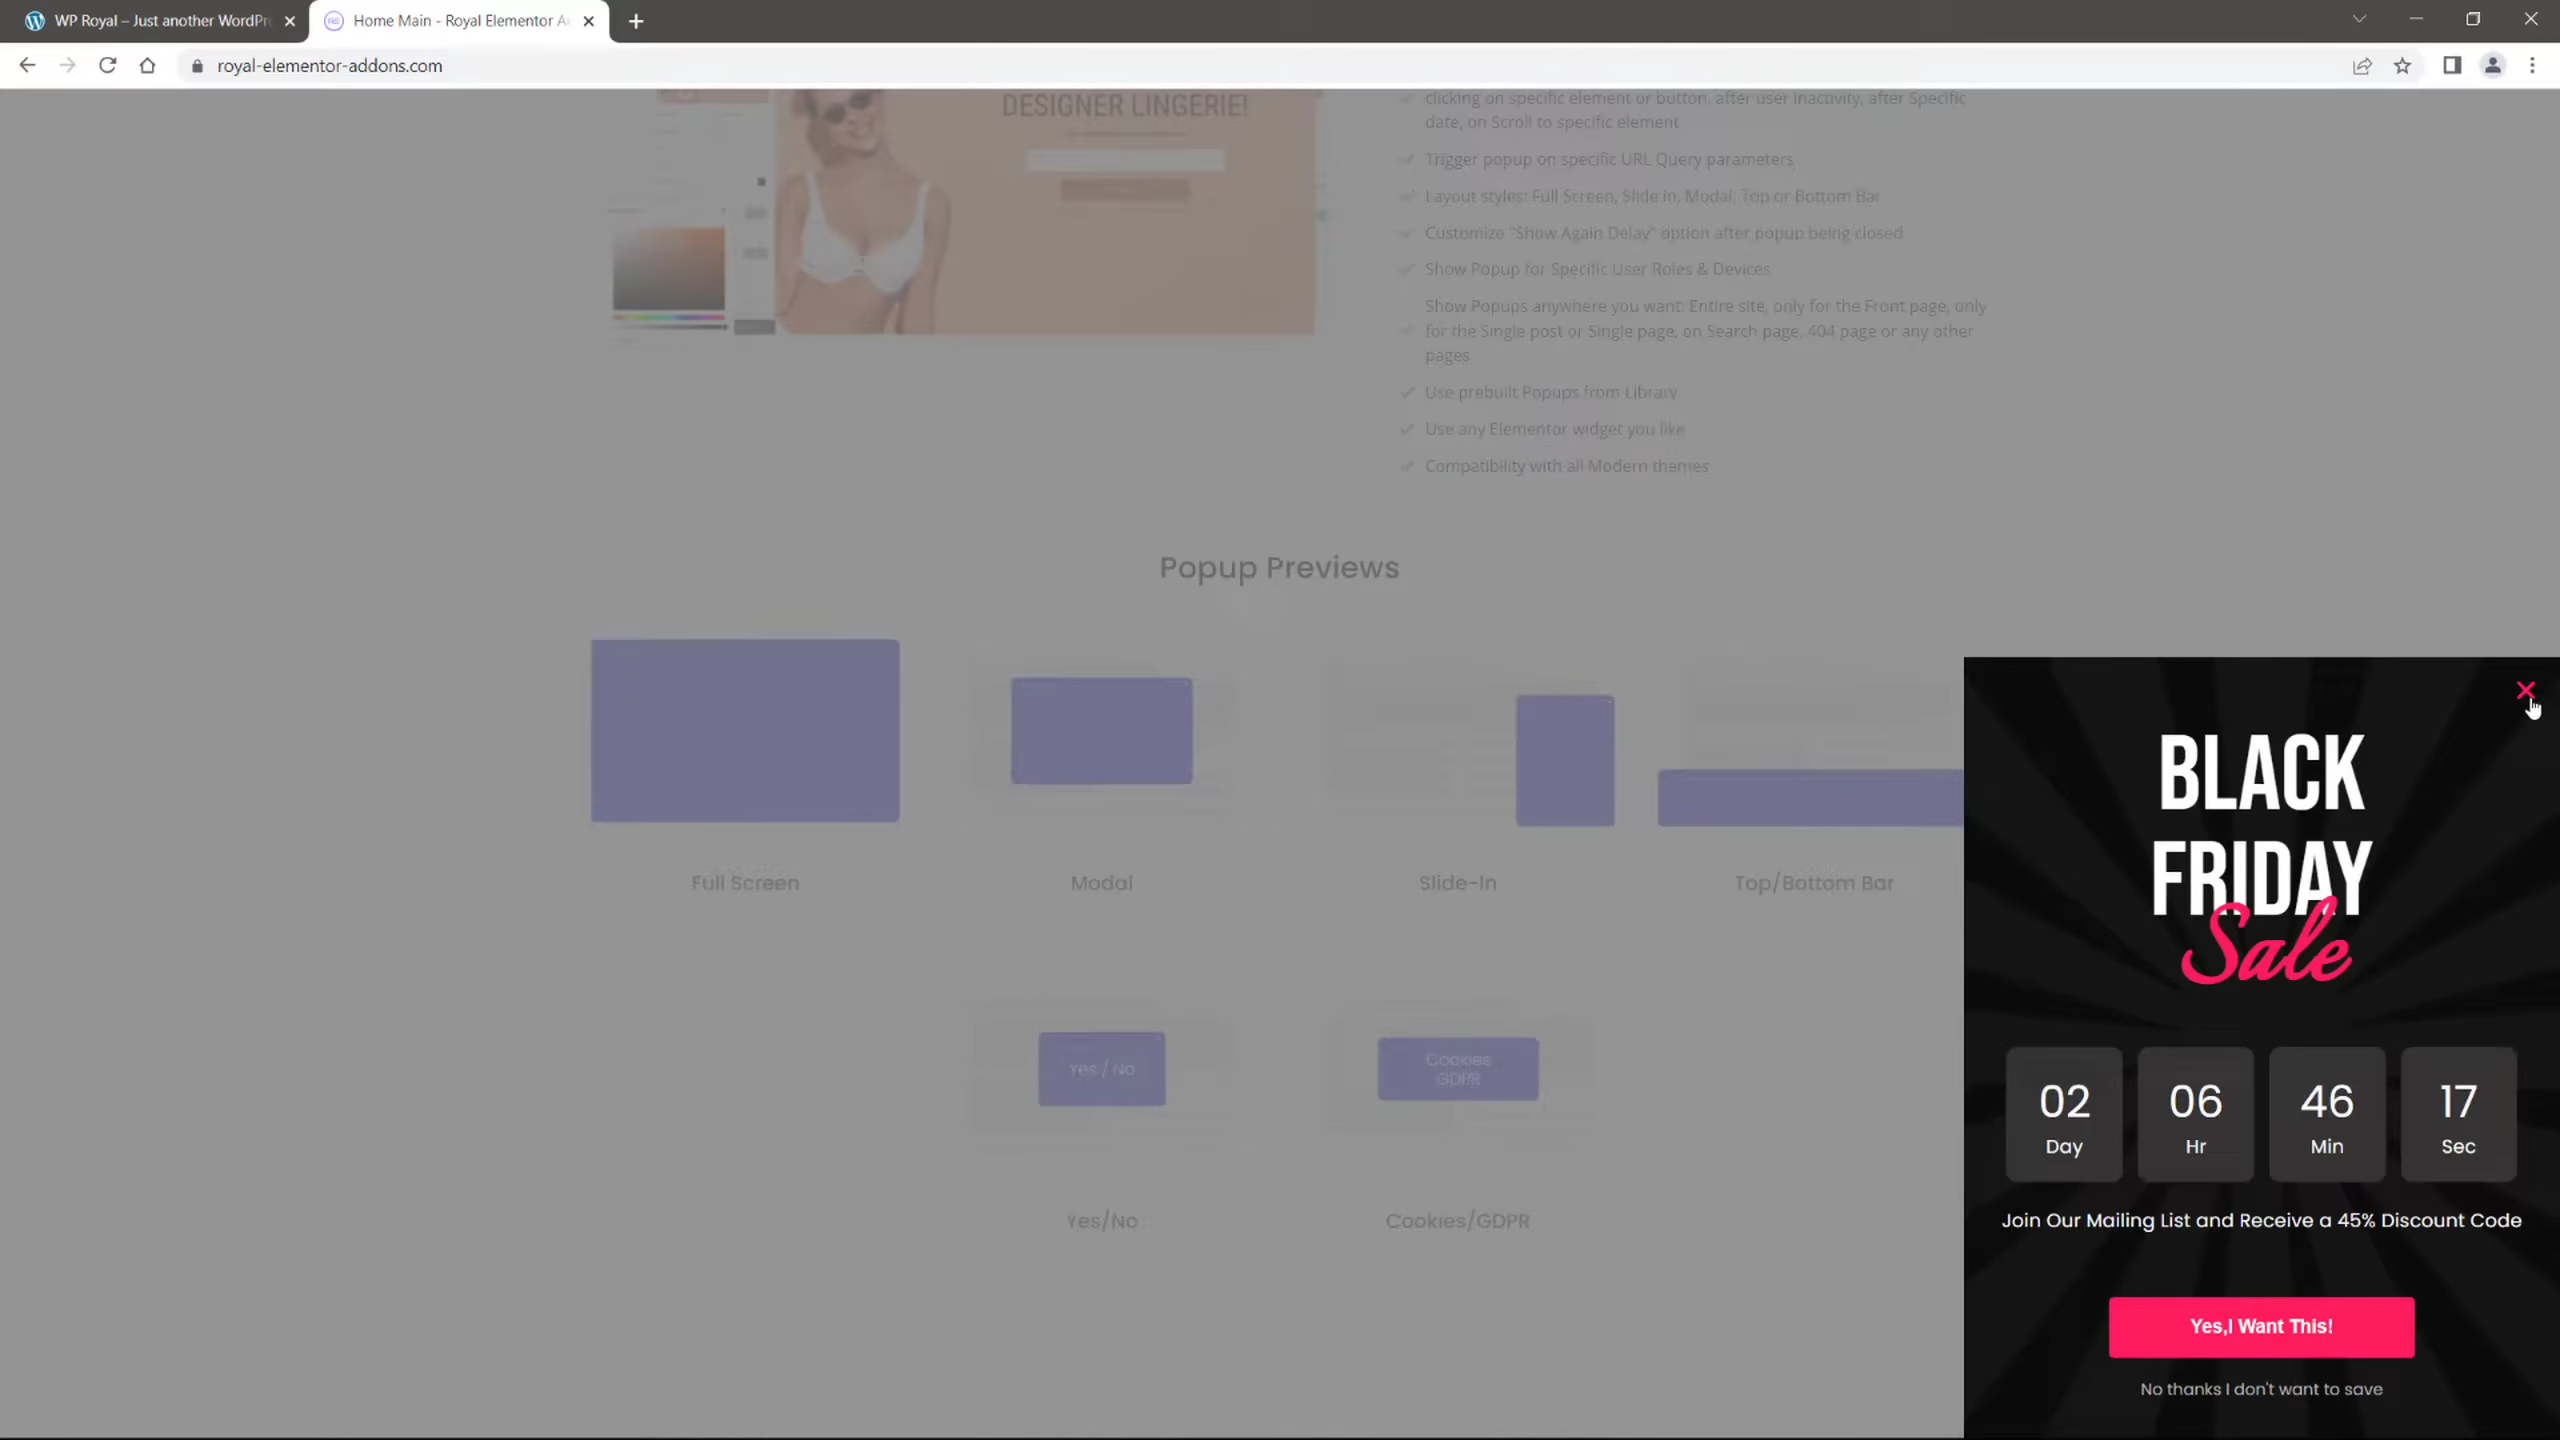 WP Royal – Just another WordPr
Home Main - Royal Elementor A
royal-elementor-addons.com
DESIGNER LINGERIE!
clicking on specific element or button, after user inactivity, after Specific
date, on Scroll to specific element
Trigger popup on specific URL Query parameters
Layout styles: Full Screen, Slide in, Modal, Top or Bottom Bar
Customize "Show Again Delay" option after popup being closed
Show Popup for Specific User Roles & Devices
Show Popups anywhere you want: Entire site, only for the Front page, only
for the Single post or Single page, on Search page, 404 page or any other
pages
Use prebuilt Popups from Library
Use any Elementor widget you like
Compatibility with all Modern themes
Popup Previews
Full Screen
Modal
Slide-In
Top/Bottom Bar
Yes / No
Cookies
GDPR
Yes/No
Cookies/GDPR
BLACK
FRIDAY
Sale
02 06 46 17
Day Hr Min Sec
Join Our Mailing List and Receive a 45% Discount Code
Yes,I Want This!
No thanks I don't want to save